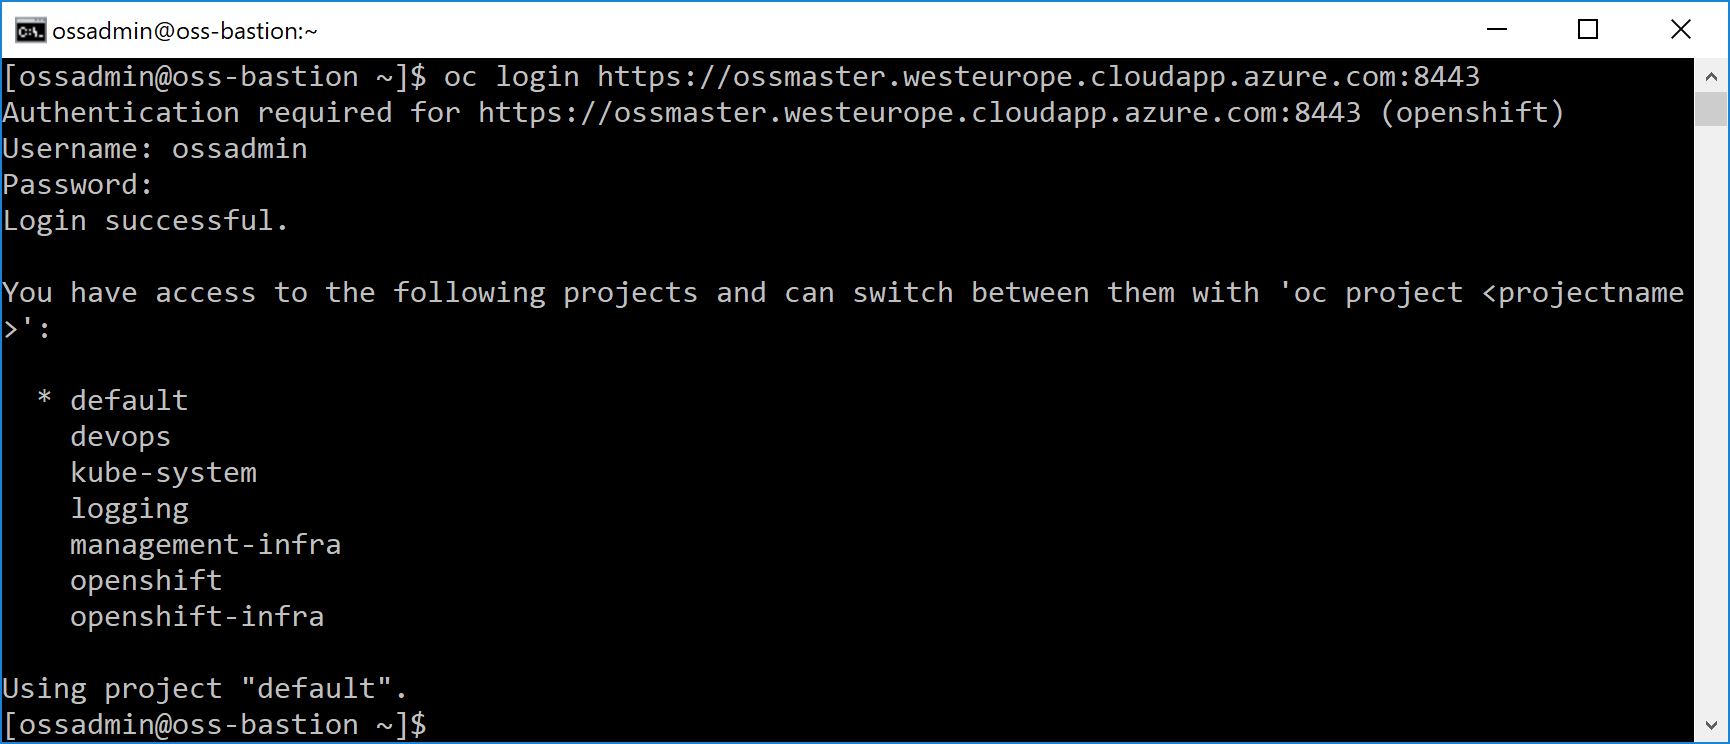 ossadmin@oss-bastion:~
[ossadmin@oss-bastion ~]$ oc login https://ossmaster.westeurope.cloudapp.azure.com:8443
Authentication required for https://ossmaster.westeurope.cloudapp.azure.com:8443 (openshift)
Username: ossadmin
Password:
Login successful.
You have access to the following projects and can switch between them with 'oc project <projectname
>':
* default
devops
kube-system
logging
management-infra
openshift
openshift-infra
Using project "default".
[ossadmin@oss-bastion ~]$